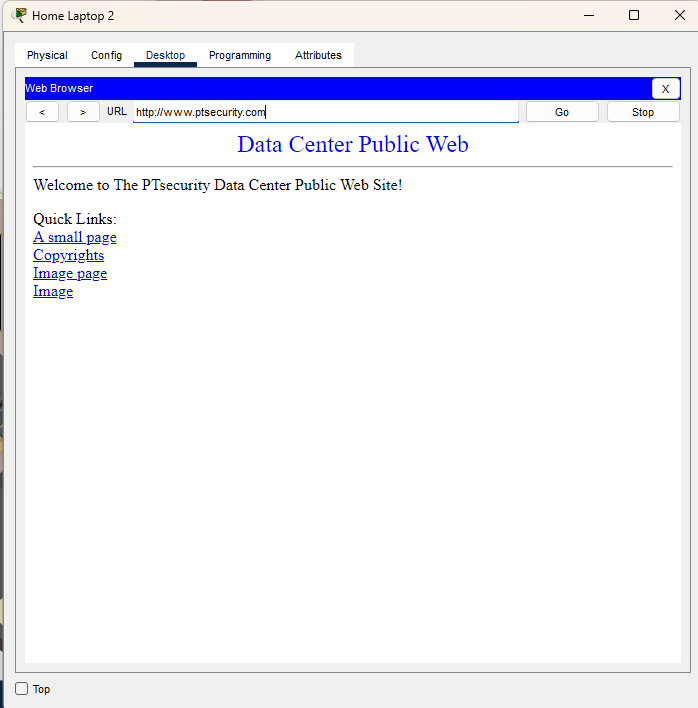 Home Laptop 2
Physical Config Desktop Programming Attributes
Web Browser X
< > URL http://www.ptsecurity.com Go Stop
Data Center Public Web
Welcome to The PTsecurity Data Center Public Web Site!
Quick Links:
A small page
Copyrights
Image page
Image
Top